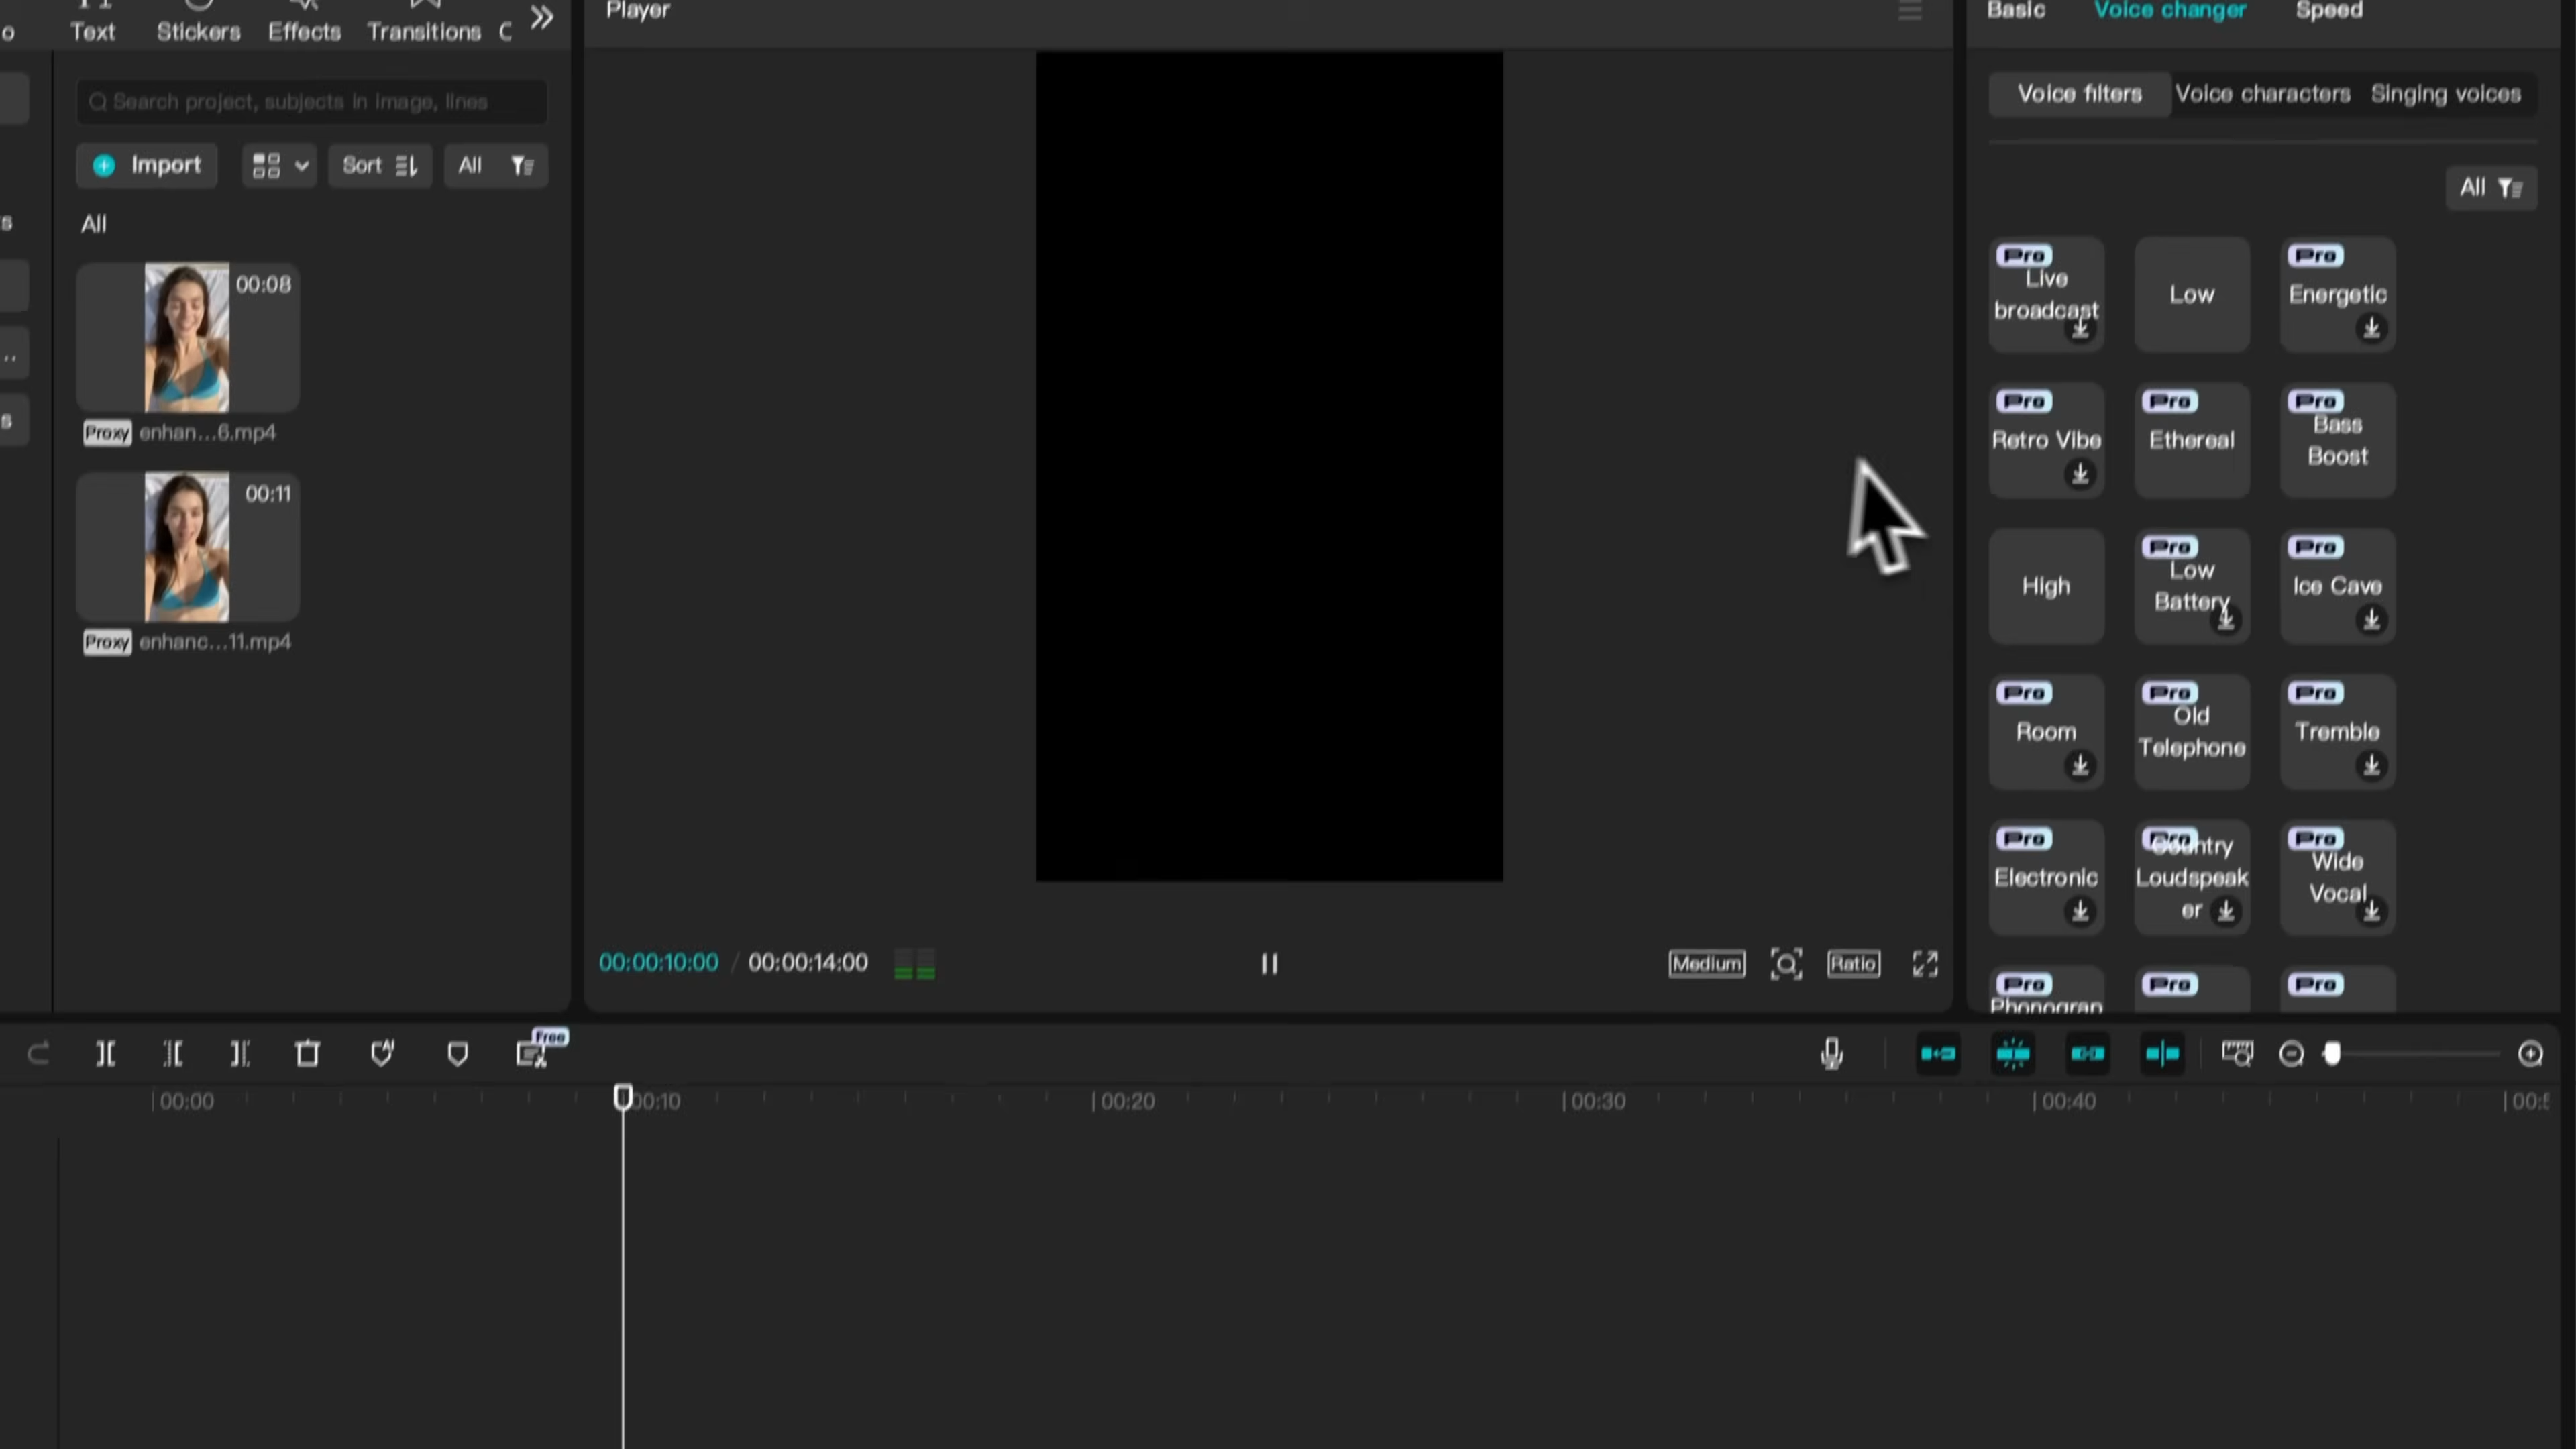 Text
Stickers
Effects
Transitions
Search project, subjects in image, lines
Import
Sort
All
All
00:08
Proxy enhan...6.mp4
00:11
Proxy enhanc...11.mp4
Player
00:00:10:00 / 00:00:14:00
Medium
Ratio
Basic
Voice changer
Speed
Voice filters
Voice characters
Singing voices
All
Pro
Live
broadcast
Low
Pro
Energetic
Pro
Retro Vibe
Pro
Ethereal
Pro
Bass
Boost
High
Pro
Low
Battery
Pro
Ice Cave
Pro
Room
Pro
Old
Telephone
Pro
Tremble
Pro
Electronic
Pro
Country
Loudspeak
er
Pro
Wide
Vocal
Pro
Phonograp
Pro
Pro
Free
00:00
00:10
00:20
00:30
00:40